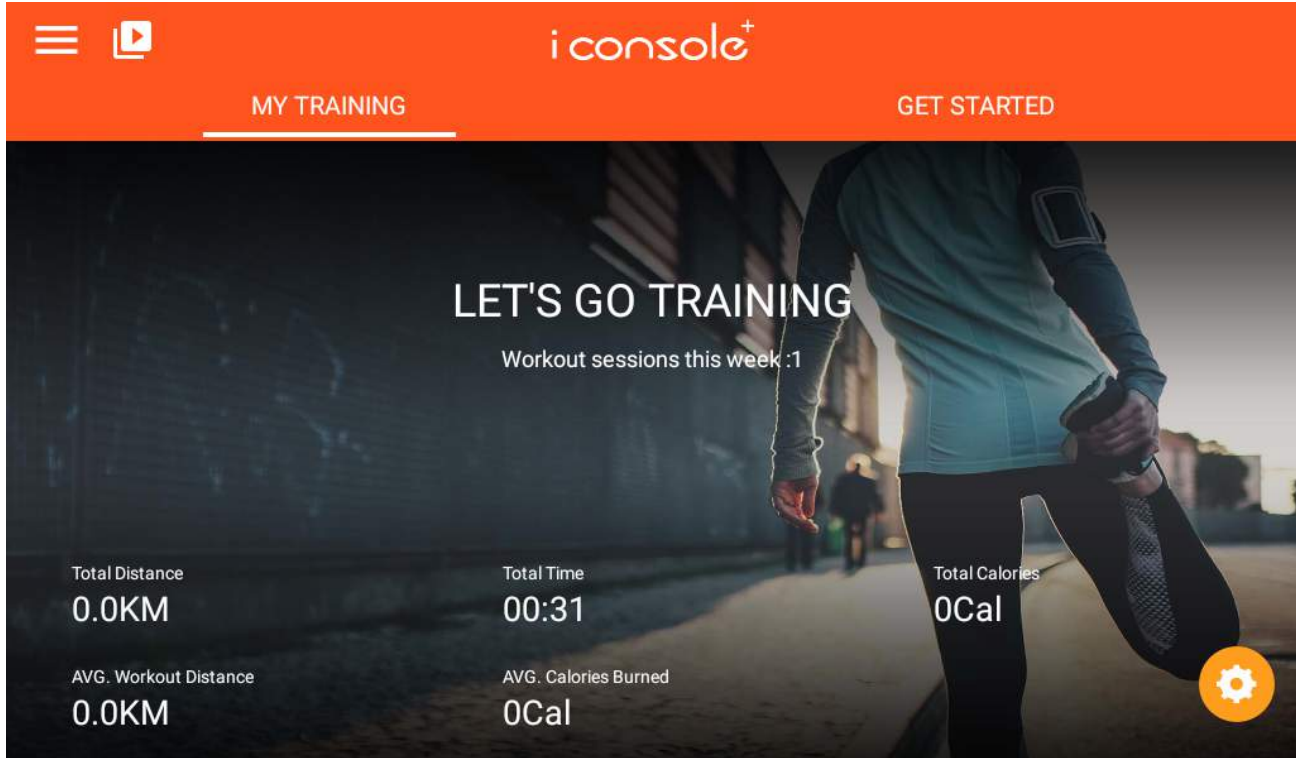 i console+
MY TRAINING
GET STARTED
LET'S GO TRAINING
Workout sessions this week :1
Total Distance
0.0KM
Total Time
00:31
Total Calories
0Cal
AVG. Workout Distance
0.0KM
AVG. Calories Burned
0Cal